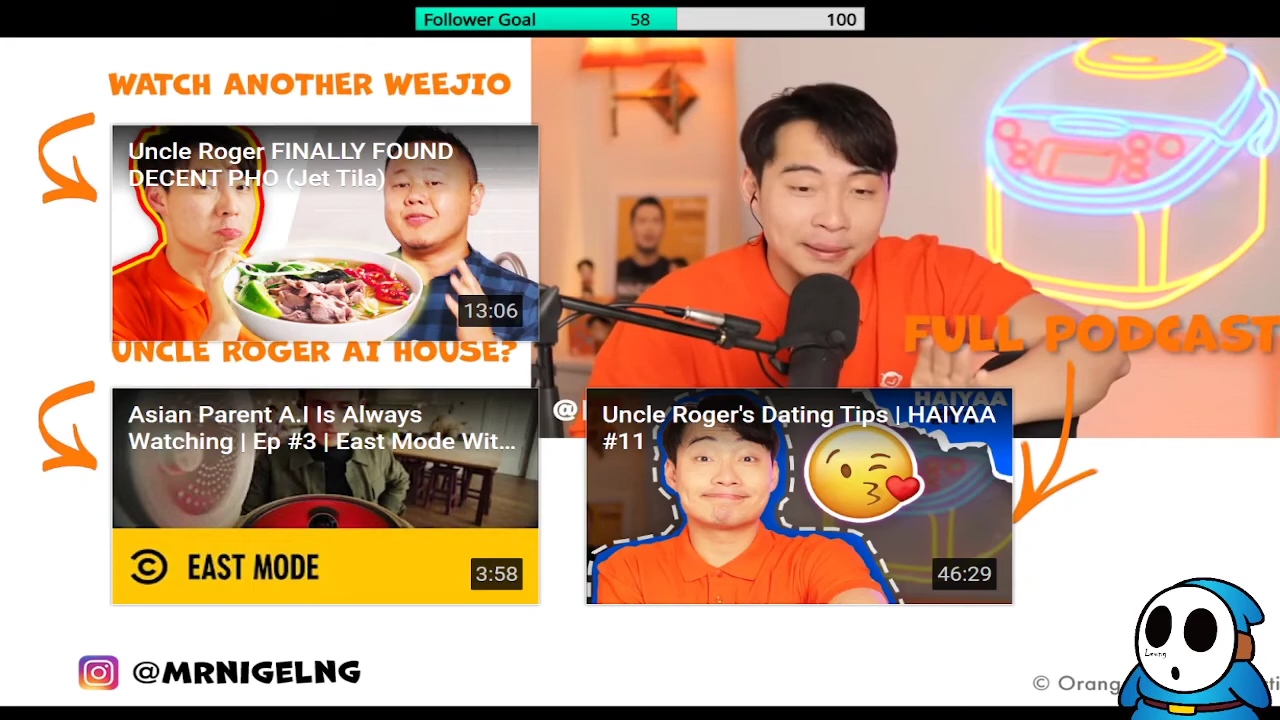 Follower Goal 58 100
WATCH ANOTHER WEEJIO
Uncle Roger FINALLY FOUND
DECENT PHO (Jet Tila)
13:06
FULL PODCAST
UNCLE ROGER AI HOUSE?
Asian Parent A.I Is Always
Watching | Ep #3 | East Mode Wit...
EAST MODE
3:58
@
HAIYAA
Uncle Roger's Dating Tips | HAIYAA
#11
46:29
Leung
@MRNIGELNG
© Orang